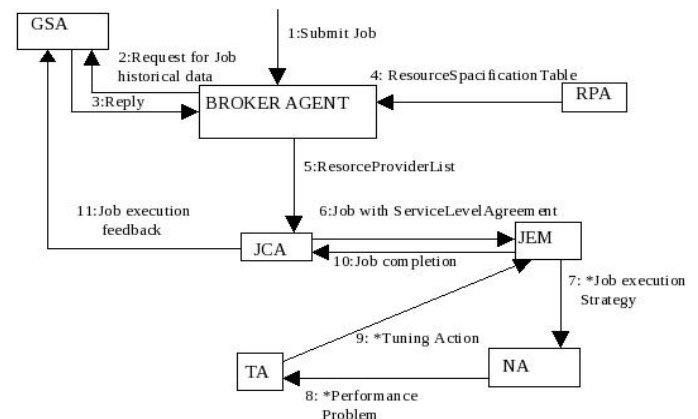 GSA
1:Submit Job
2:Request for Job
historical data
3:Reply
BROKER AGENT
4: ResourceSpacificationTable
RPA
5:ResorceProviderList
11:Job execution
feedback
6:Job with ServiceLevelAgreement
JCA
JEM
10:Job completion
7: *Job execution
Strategy
9: *Tuning Action
TA
NA
8: *Performance
Problem